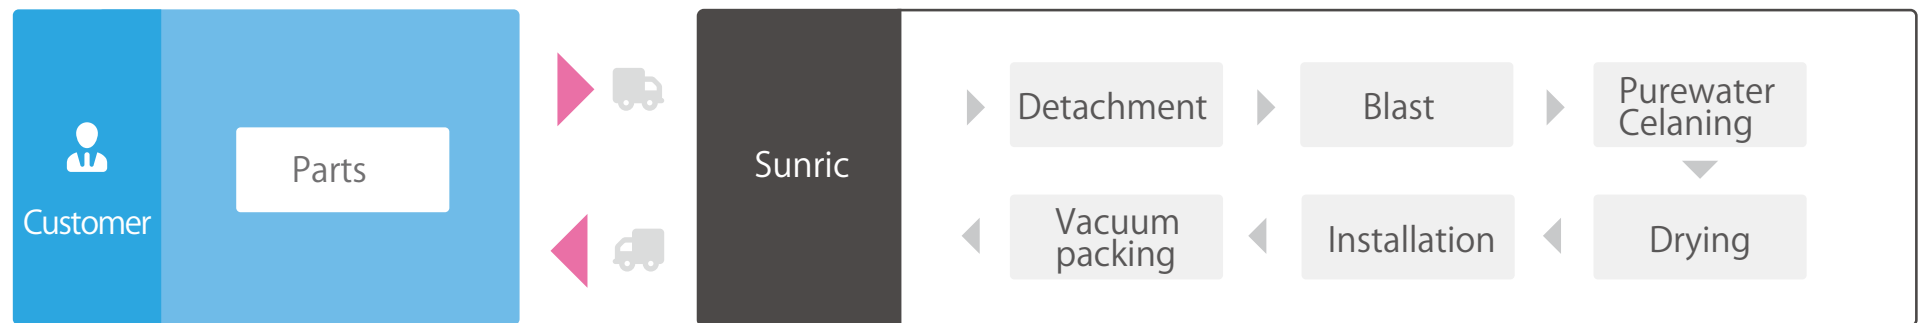 Customer
Parts
Sunric
Detachment
Blast
Purewater
Celaning
Drying
Installation
Vacuum
packing